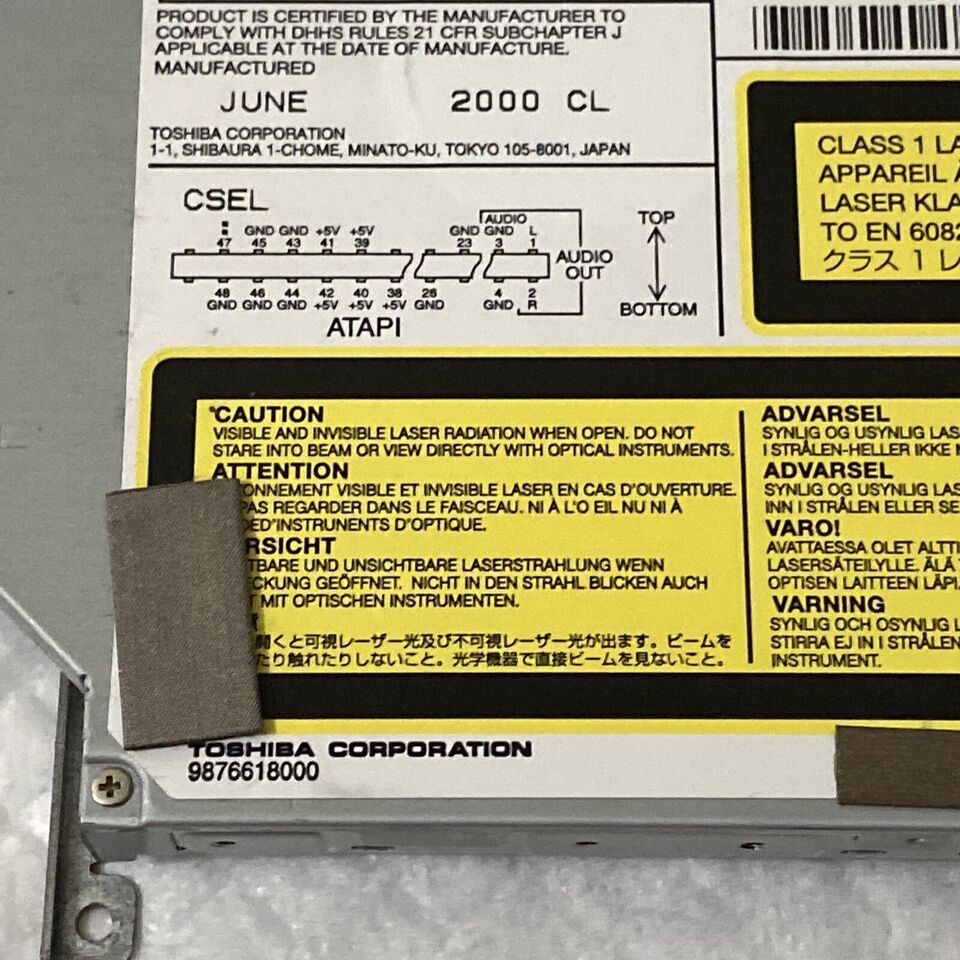 PRODUCT IS CERTIFIED BY THE MANUFACTURER TO
COMPLY WITH DHHS RULES 21 CFR SUBCHAPTER J
APPLICABLE AT THE DATE OF MANUFACTURE.
MANUFACTURED
JUNE 2000 CL
TOSHIBA CORPORATION
1-1, SHIBAURA 1-CHOME, MINATO-KU, TOKYO 105-8001, JAPAN
CLASS 1
APPAREIL
LASER
TO EN
クラス 1
CSEL
AUDIO
GND GND +5V +5V GND GND L
47 45 43 41 39 23 3 1
AUDIO
OUT
48 46 44 42 40 38 26 4 2
GND GND GND +5V +5V +5V GND GND R
ATAPI
TOP
BOTTOM
CAUTION
VISIBLE AND INVISIBLE LASER RADIATION WHEN OPEN. DO NOT
STARE INTO BEAM OR VIEW DIRECTLY WITH OPTICAL INSTRUMENTS.
ATTENTION
ONNEMENT VISIBLE ET INVISIBLE LASER EN CAS D'OUVERTURE.
PAS REGARDER DANS LE FAISCEAU. NI À L'O EIL NU NI À
DED"INSTRUNENTS D"OPTIQUE.
RSICHT
TBARE UND UNSICHTBARE LASERSTRAHLUNG WENN
ECKUNG GEÖFFNET. NICHT IN DEN STRAHL BLICKEN AUCH
MIT OPTISCHEN INSTRUMENTEN.
開くと可視レーザー光及び不可視レーザー光が出ます。ビームを
たり触れたりしないこと。光学機器で直接ビームを見ないこと。
ADVARSEL
SYNLIG OG USYNLIG LAS
I STRÅLEN-HELLER IKKE
ADVARSEL
SYNLIG OG USYNLIG LAS
INN I STRÅLEN ELLER SE
VARO!
AVATTAESSA OLET ALTTI
LASERSÄTEILYLLE. ÄLÄ
OPTISEN LAITTEEN LÄPI
VARNING
SYNLIG OCH OSYNLIG L
STIRRA EJ IN I STRÅLEN
INSTRUMENT.
TOSHIBA CORPORATION
9876618000